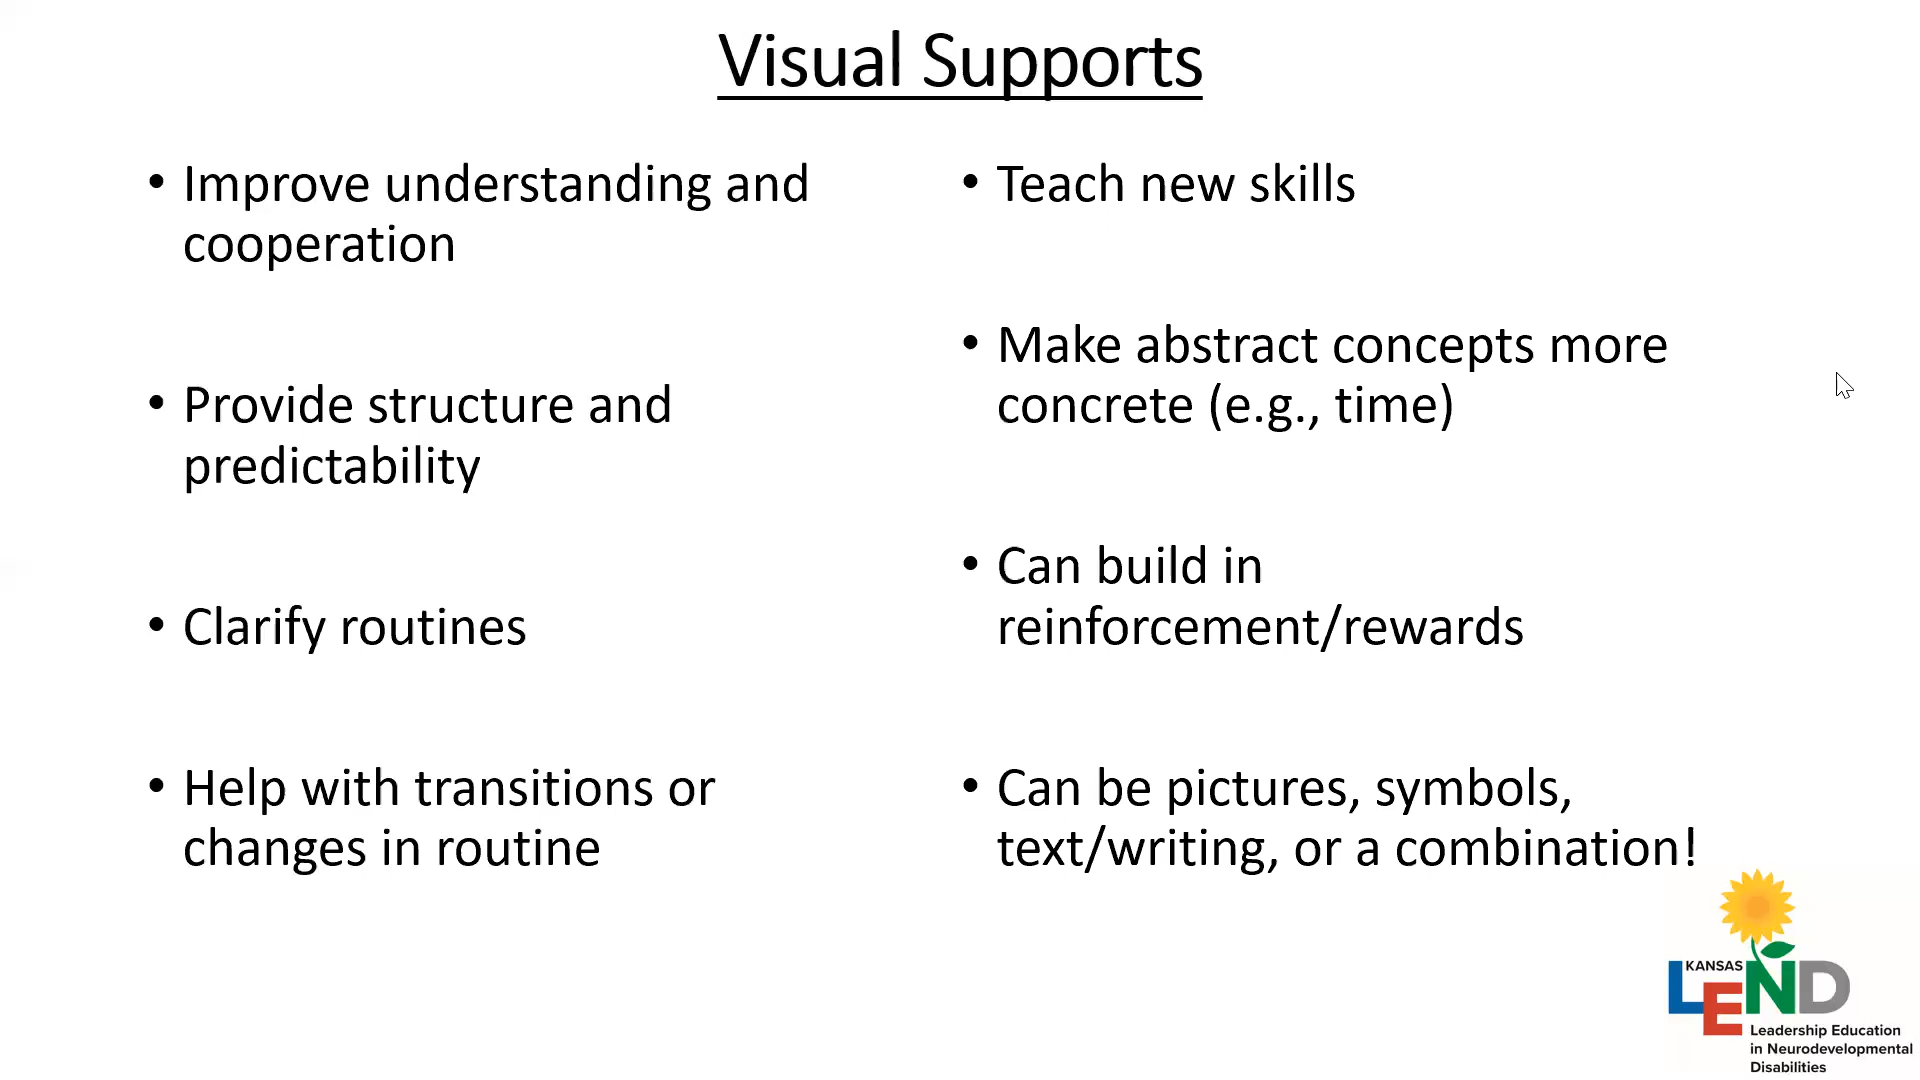 Visual Supports
• Improve understanding and
cooperation
• Provide structure and
predictability
• Clarify routines
• Help with transitions or
changes in routine
• Teach new skills
• Make abstract concepts more
concrete (e.g., time)
• Can build in
reinforcement/rewards
• Can be pictures, symbols,
text/writing, or a combination!
KANSAS
LEND
Leadership Education
in Neurodevelopmental
Disabilities